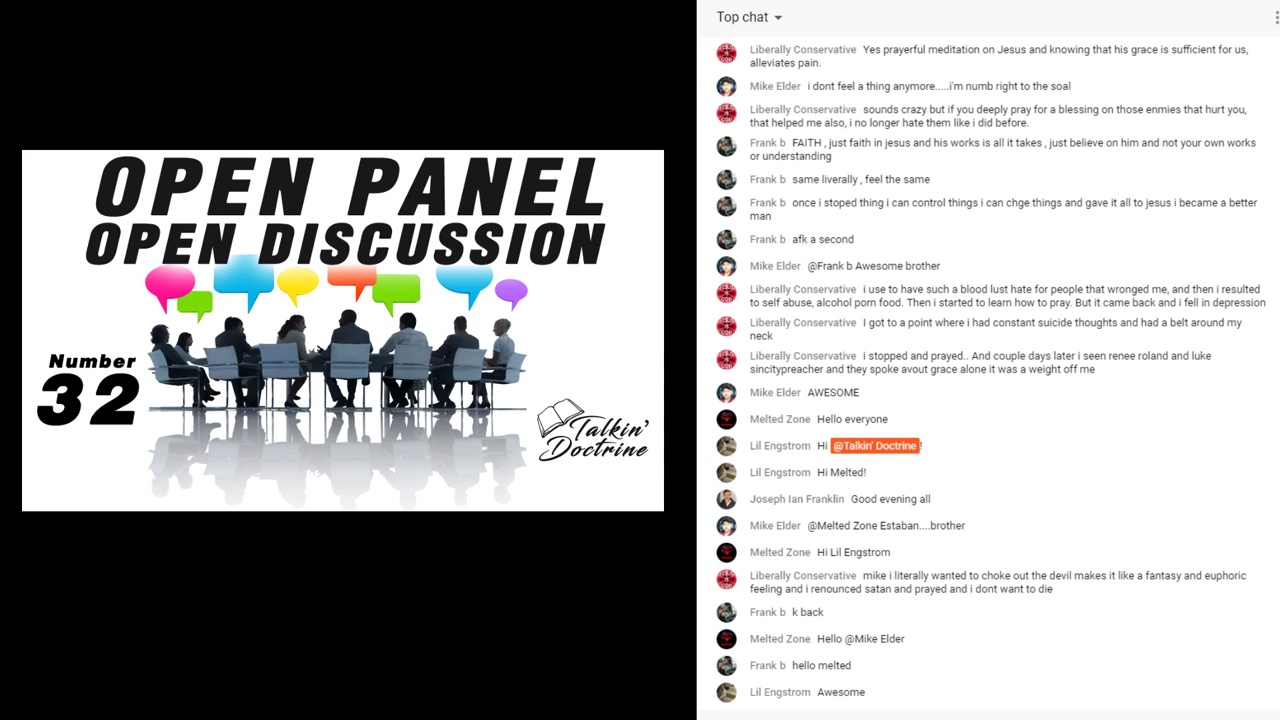 OPEN PANEL
OPEN DISCUSSION
Number
32
Talkin'
Doctrine
Top chat
Liberally Conservative Yes prayerful meditation on Jesus and knowing that his grace is sufficient for us,
alleviates pain.
Mike Elder i dont feel a thing anymore.....i'm numb right to the soal
Liberally Conservative sounds crazy but if you deeply pray for a blessing on those enmies that hurt you,
that helped me also, i no longer hate them like i did before.
Frank b FAITH , just faith in jesus and his works is all it takes , just believe on him and not your own works
or understanding
Frank b same liverally , feel the same
Frank b once i stoped thing i can control things i can chge things and gave it all to jesus i became a better
man
Frank b afk a second
Mike Elder @Frank b Awesome brother
Liberally Conservative i use to have such a blood lust hate for people that wronged me, and then i resulted
to self abuse, alcohol porn food. Then i started to learn how to pray. But it came back and i fell in depression
Liberally Conservative I got to a point where i had constant suicide thoughts and had a belt around my
neck
Liberally Conservative i stopped and prayed.. And couple days later i seen renee roland and luke
sincitypreacher and they spoke avout grace alone it was a weight off me
Mike Elder AWESOME
Melted Zone Hello everyone
Lil Engstrom Hi @Talkin' Doctrine !
Lil Engstrom Hi Melted!
Joseph Ian Franklin Good evening all
Mike Elder @Melted Zone Estaban....brother
Melted Zone Hi Lil Engstrom
Liberally Conservative mike i literally wanted to choke out the devil makes it like a fantasy and euphoric
feeling and i renounced satan and prayed and i dont want to die
Frank b k back
Melted Zone Hello @Mike Elder
Frank b hello melted
Lil Engstrom Awesome